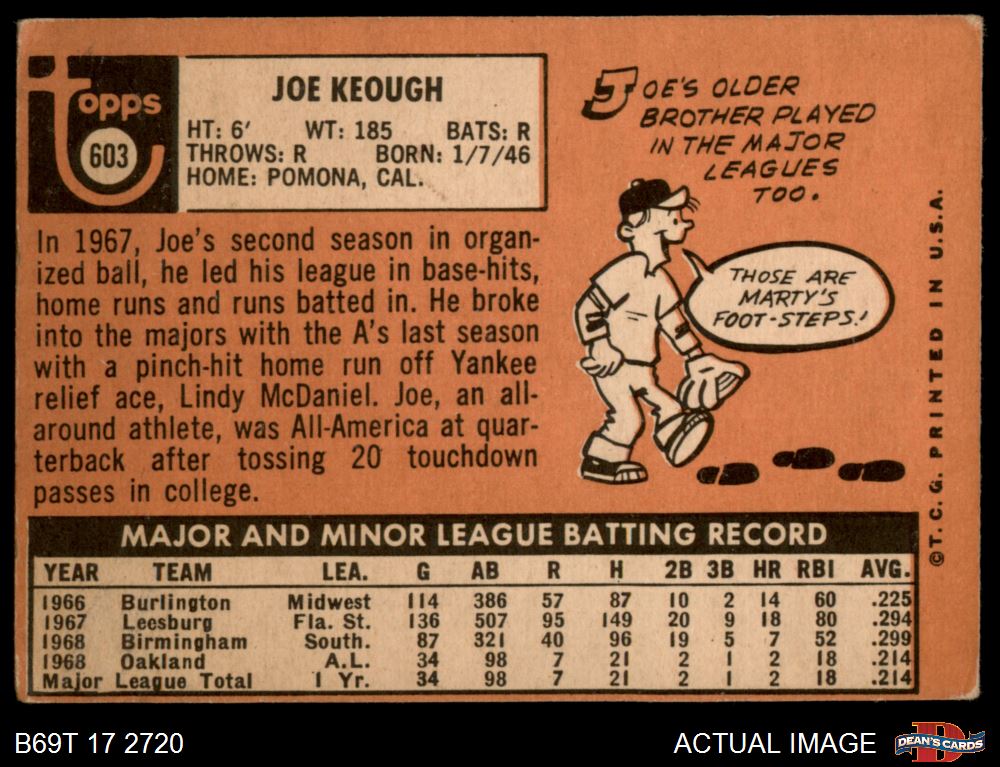 topps
603
JOE KEOUGH
HT: 6' WT: 185 BATS: R
THROWS: R BORN: 1/7/46
HOME: POMONA, CAL.
In 1967, Joe's second season in organ-
ized ball, he led his league in base-hits,
home runs and runs batted in. He broke
into the majors with the A's last season
with a pinch-hit home run off Yankee
relief ace, Lindy McDaniel. Joe, an all-
around athlete, was All-America at quar-
terback after tossing 20 touchdown
passes in college.
JOE'S OLDER
BROTHER PLAYED
IN THE MAJOR
LEAGUES
TOO.
THOSE ARE
MARTY'S
FOOT-STEPS!
©T.C.G. PRINTED IN U.S.A.
MAJOR AND MINOR LEAGUE BATTING RECORD
YEAR TEAM LEA. G AB R H 2B 3B HR RBI AVG.
1966 Burlington Midwest 114 386 57 87 10 2 14 60 .225
1967 Leesburg Fla. St. 136 507 95 149 20 9 18 80 .294
1968 Birmingham South. 87 321 40 96 19 5 7 52 .299
1968 Oakland A.L. 34 98 7 21 2 1 2 18 .214
Major League Total 1 Yr. 34 98 7 21 2 1 2 18 .214
B69T 17 2720
ACTUAL IMAGE
DEAN'S CARDS